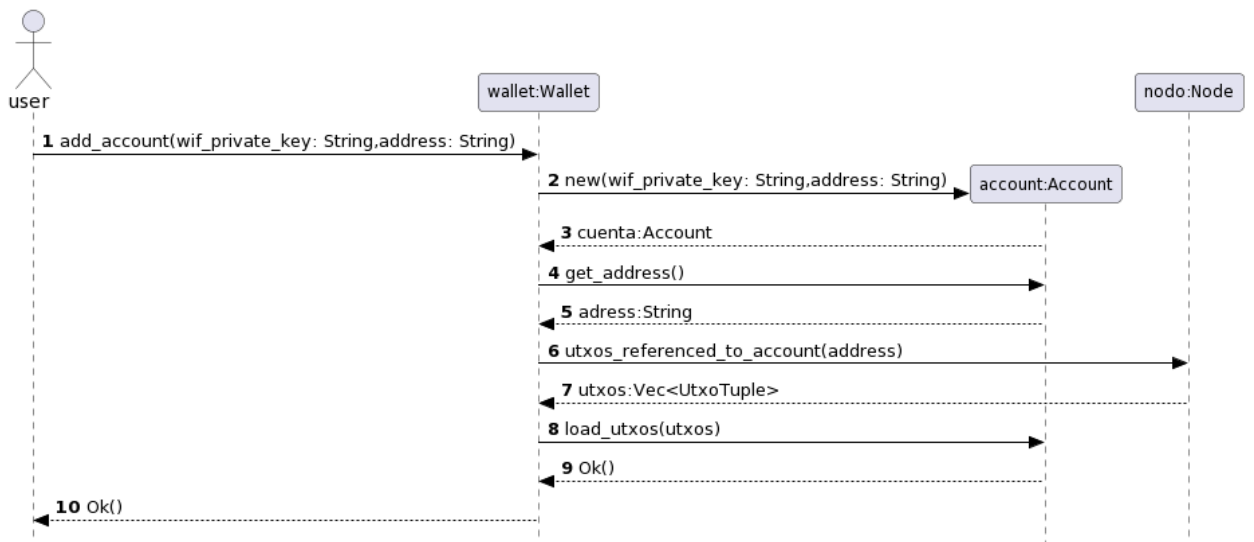 user
wallet:Wallet
nodo:Node
1 add_account(wif_private_key: String,address: String)
2 new(wif_private_key: String,address: String)
account:Account
3 cuenta:Account
4 get_address()
5 adress:String
6 utxos_referenced_to_account(address)
7 utxos:Vec<UtxoTuple>
8 load_utxos(utxos)
9 Ok()
10 Ok()